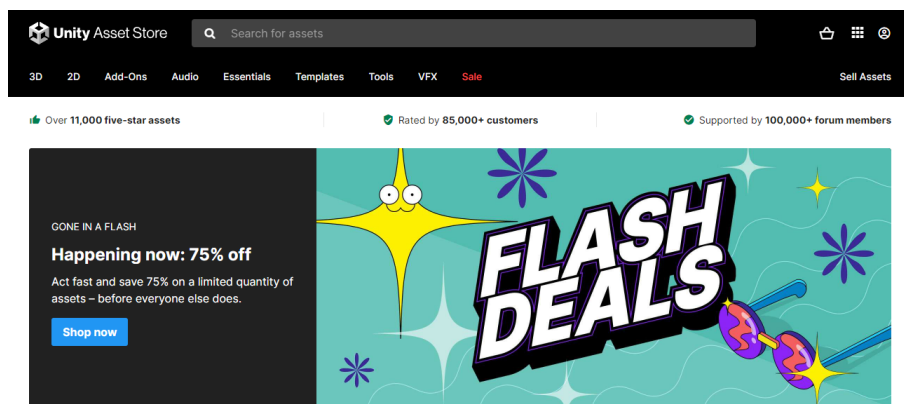 Unity Asset Store
Search for assets
3D 2D Add-Ons Audio Essentials Templates Tools VFX Sale Sell Assets
Over 11,000 five-star assets Rated by 85,000+ customers Supported by 100,000+ forum members
GONE IN A FLASH
Happening now: 75% off
Act fast and save 75% on a limited quantity of
assets – before everyone else does.
Shop now
FLASH
DEALS